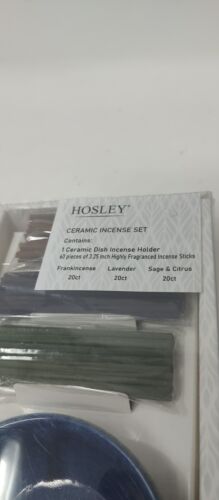 HOSLEY®
CERAMIC INCENSE SET
Contains:
1 Ceramic Dish Incense Holder
60 pieces of 3.25 Inch Highly Fragranced Incense Sticks
Frankincense Lavender Sage & Citrus
20ct 20ct 20ct